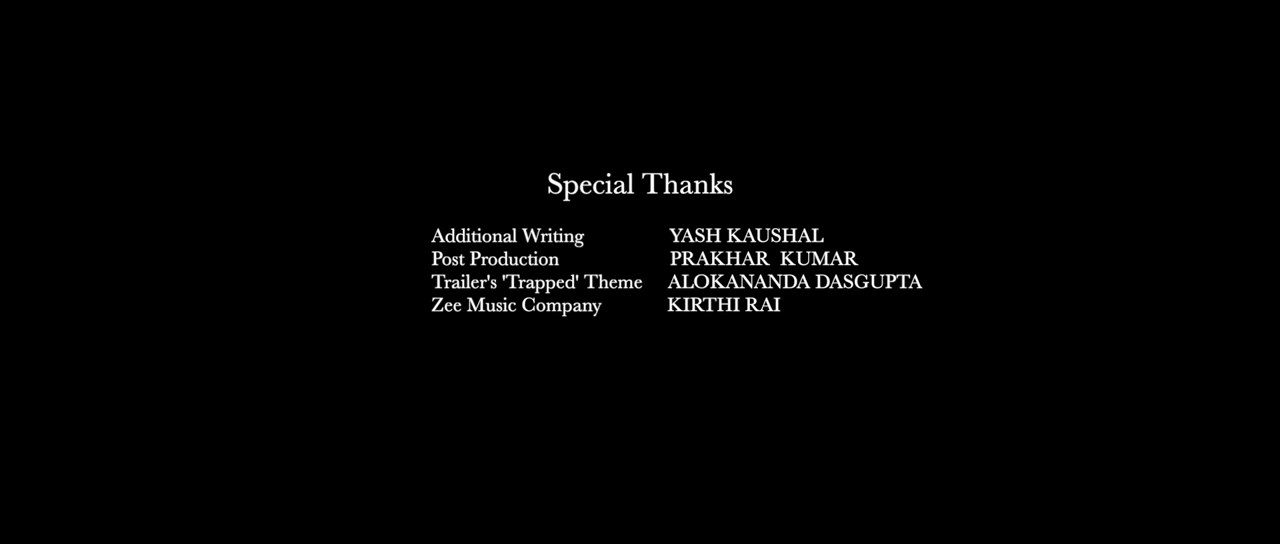 Special Thanks
Additional Writing YASH KAUSHAL
Post Production PRAKHAR KUMAR
Trailer's 'Trapped' Theme ALOKANANDA DASGUPTA
Zee Music Company KIRTHI RAI